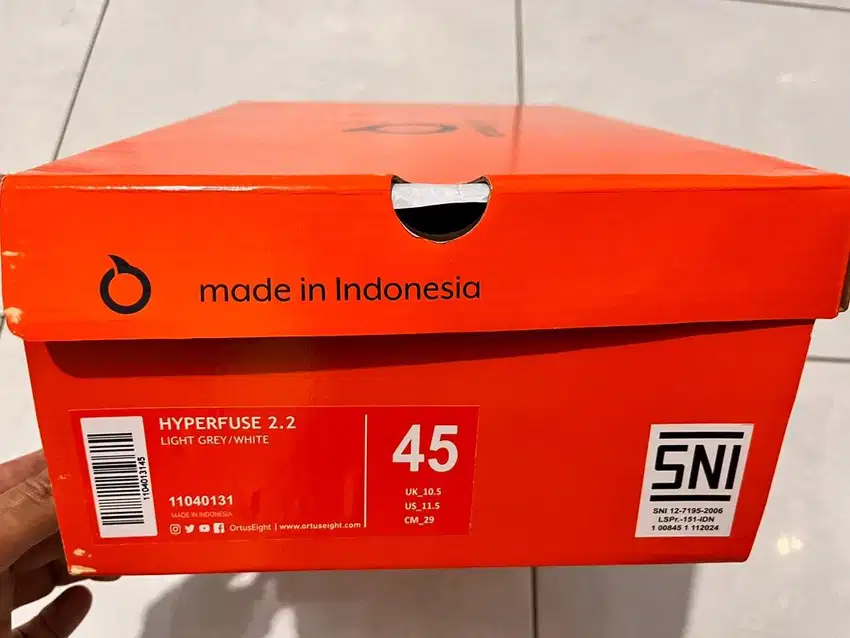 made in Indonesia
HYPERFUSE 2.2
LIGHT GREY/WHITE
11040131
MADE IN INDONESIA
OrtusEight | www.ortuseight.com
1104013145
45
UK_10.5
US_11.5
CM_29
SNI
SNI 12-7195-2006
LSPr.-151-IDN
1 00845 1 112024